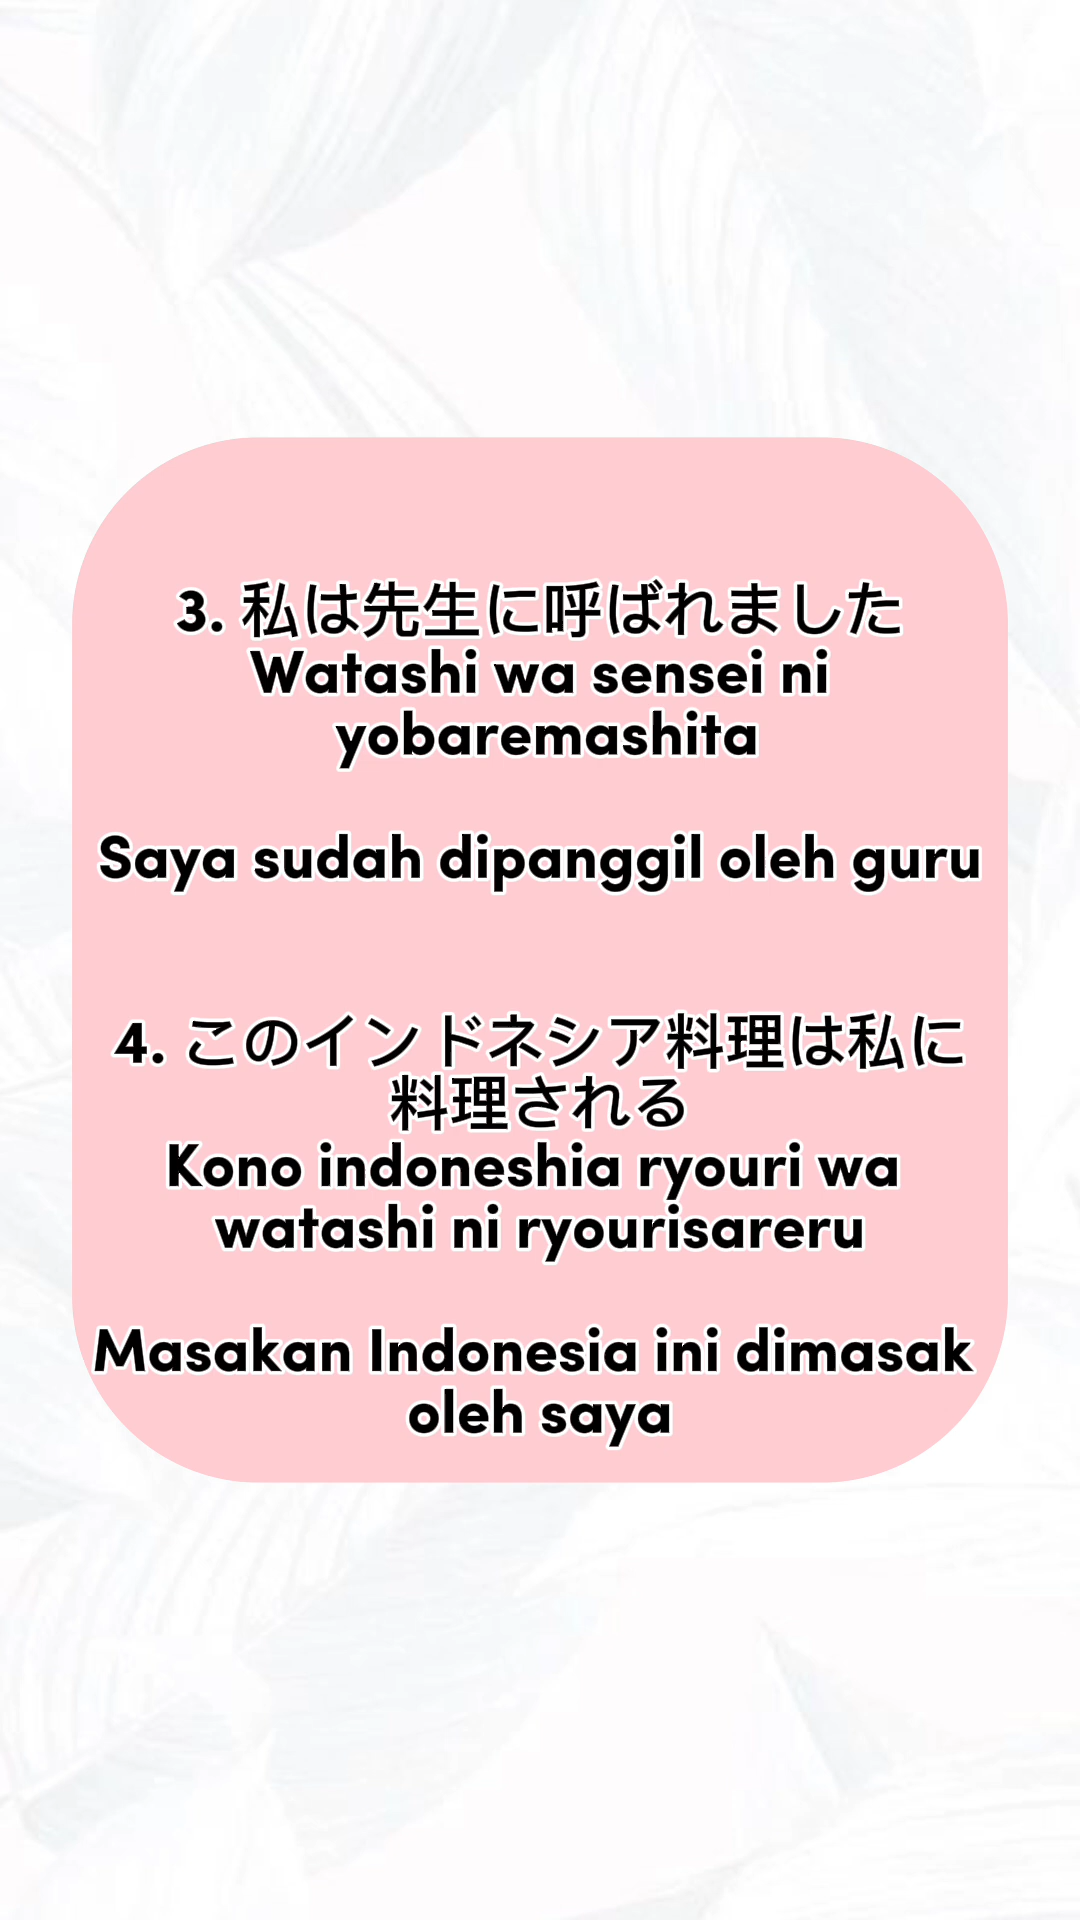 3. 私は先生に呼ばれました
Watashi wa sensei ni
yobaremashita
Saya sudah dipanggil oleh guru
4. このインドネシア料理は私に
料理される
Kono indoneshia ryouri wa
watashi ni ryourisareru
Masakan Indonesia ini dimasak
oleh saya